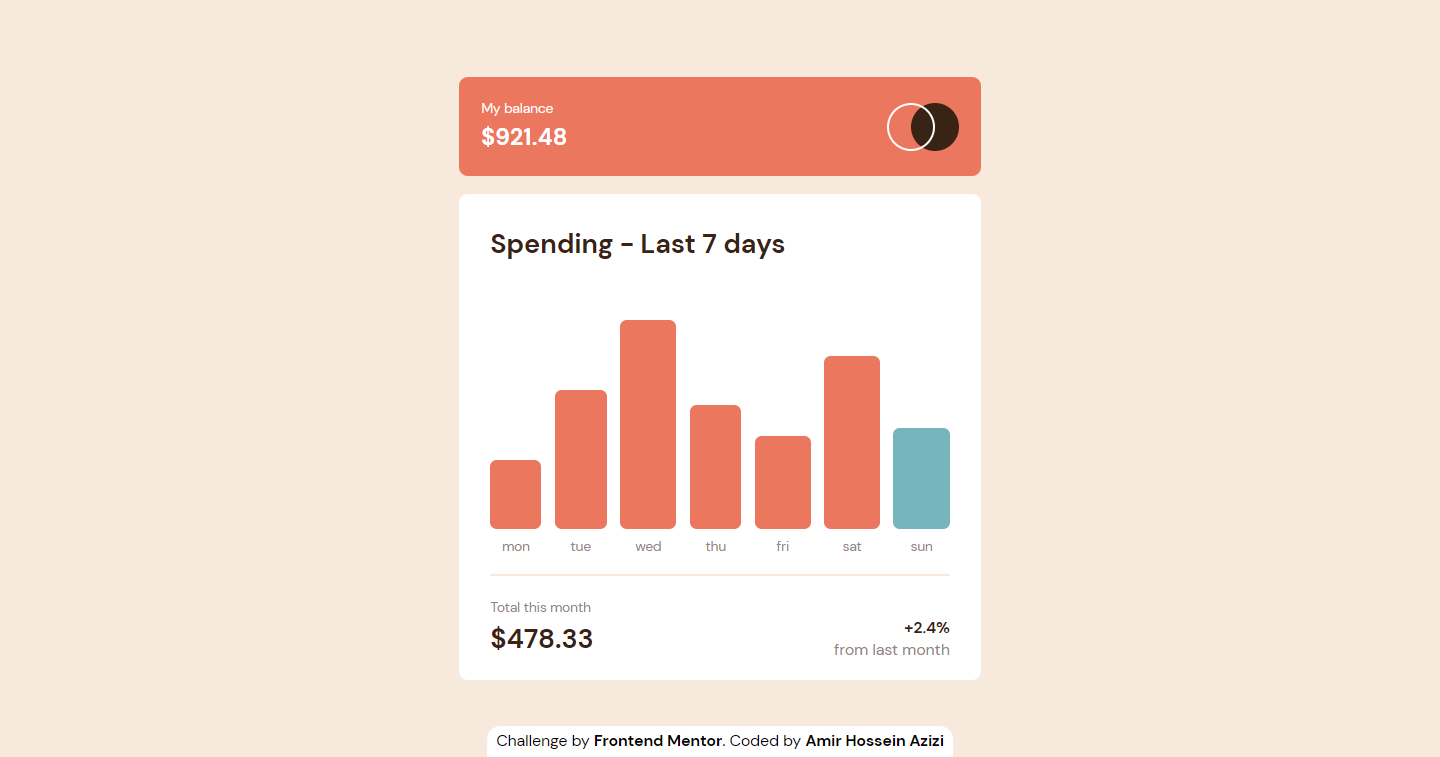 My balance
$921.48
Spending - Last 7 days
mon tue wed thu fri sat sun
Total this month
$478.33
+2.4%
from last month
Challenge by Frontend Mentor. Coded by Amir Hossein Azizi